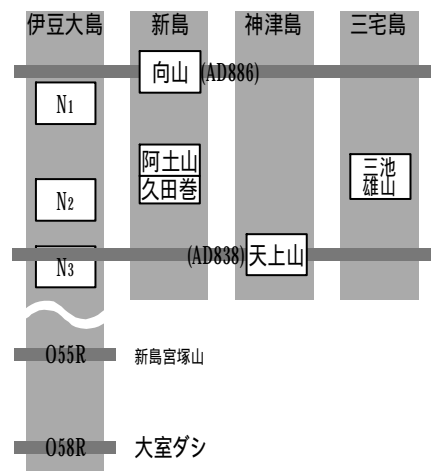 伊豆大島 新島 神津島 三宅島
向山 (AD886)
N1
阿土山
久田巻
三池
雄山
N2
(AD838) 天上山
N3
O55R 新島宮塚山
O58R 大室ダシ